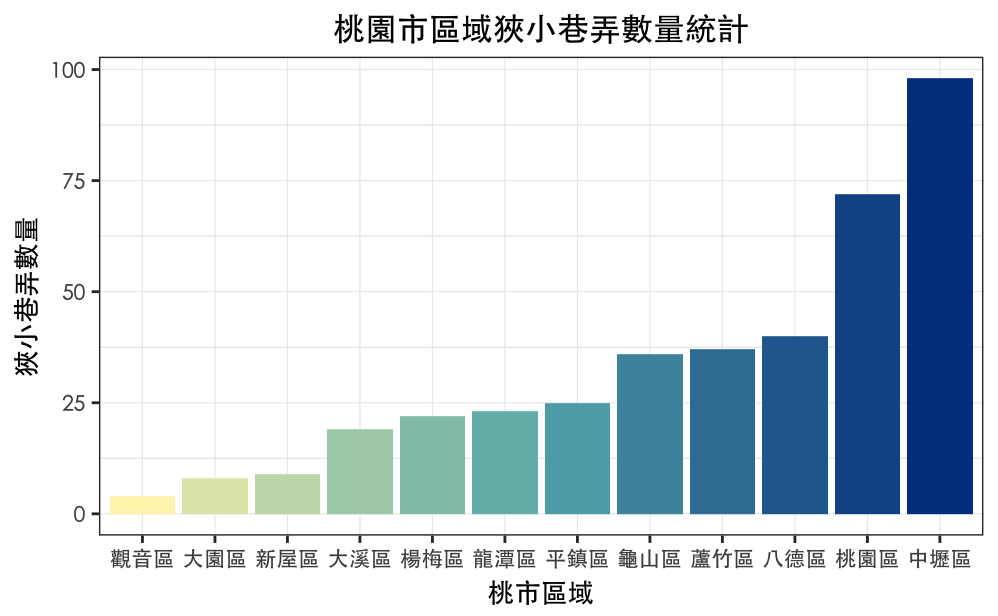 桃園市區域狹小巷弄數量統計
狹小巷弄數量
100
75
50
25
0
觀音區 大園區 新屋區 大溪區 楊梅區 龍潭區 平鎮區 龜山區 蘆竹區 八德區 桃園區 中壢區
桃市區域